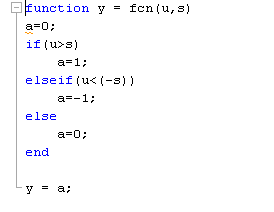 function y = fcn(u,s)
a=0;
if(u>s)
    a=1;
elseif(u<(-s))
    a=-1;
else
    a=0;
end
y = a;